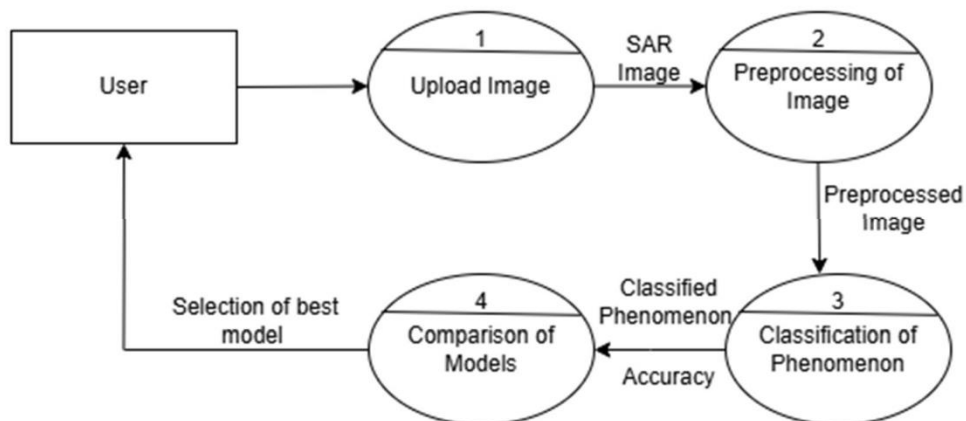 User
1
Upload Image
SAR
Image
2
Preprocessing of
Image
Preprocessed
Image
3
Classification of
Phenomenon
Classified
Phenomenon
Accuracy
4
Comparison of
Models
Selection of best
model